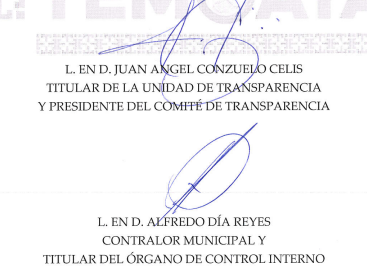 L. EN D. JUAN ANGEL CONZUELO CELIS
TITULAR DE LA UNIDAD DE TRANSPARENCIA
Y PRESIDENTE DEL COMITÉ DE TRANSPARENCIA
L. EN D. ALFREDO DÍA REYES
CONTRALOR MUNICIPAL Y
TITULAR DEL ÓRGANO DE CONTROL INTERNO